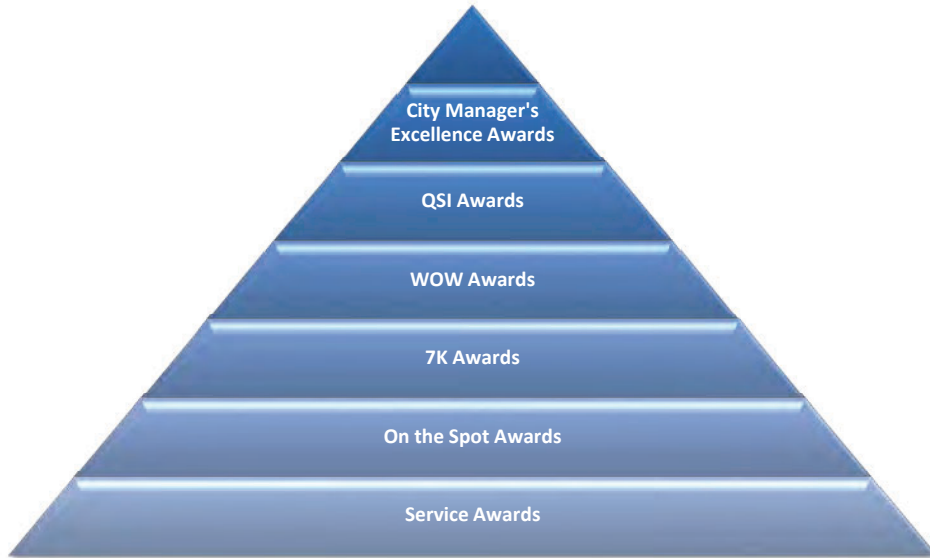 City Manager's
Excellence Awards
QSI Awards
WOW Awards
7K Awards
On the Spot Awards
Service Awards